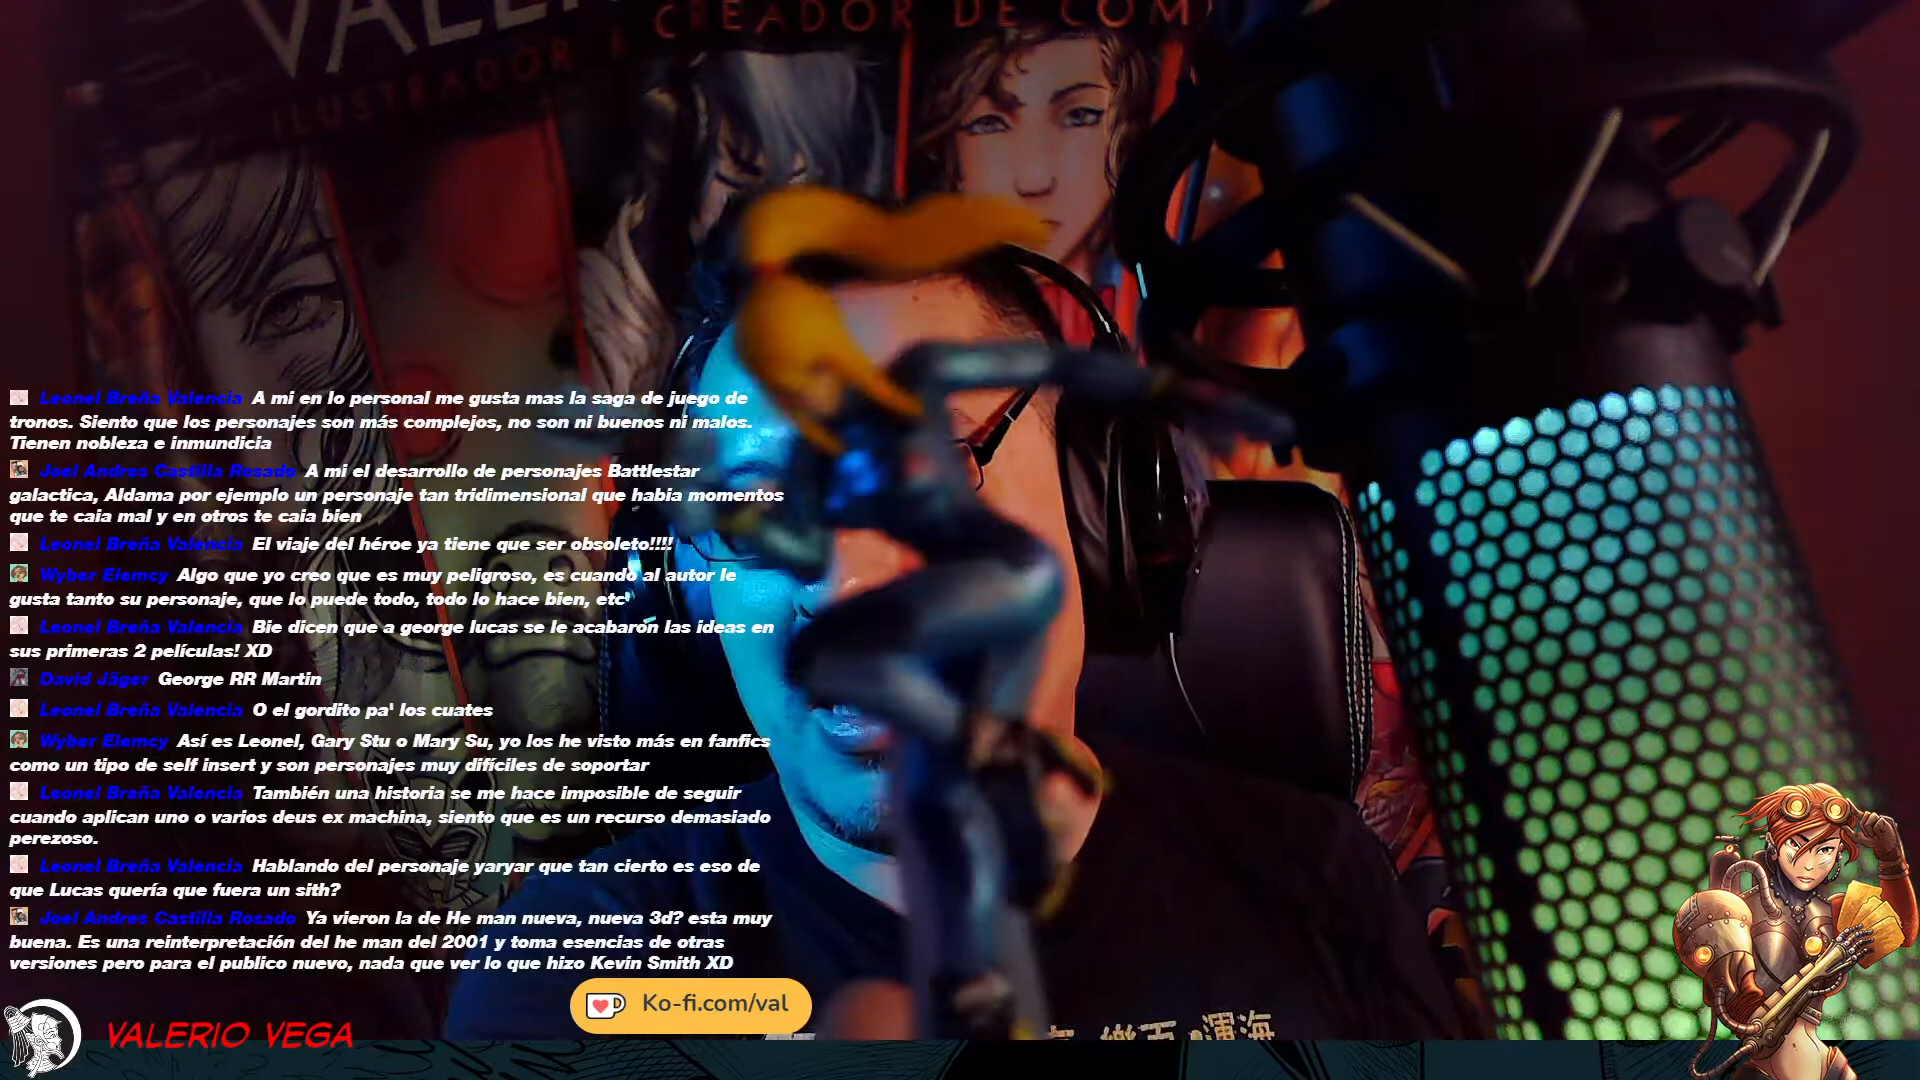 ILUSTRADOR & CREADOR DE COM
Leonel Breña Valencia A mi en lo personal me gusta mas la saga de juego de
tronos. Siento que los personajes son más complejos, no son ni buenos ni malos.
Tienen nobleza e inmundicia
Joel Andres Castilla Rosado A mi el desarrollo de personajes Battlestar
galactica, Aldama por ejemplo un personaje tan tridimensional que habia momentos
que te caia mal y en otros te caia bien
Leonel Breña Valencia El viaje del héroe ya tiene que ser obsoleto!!!!
Wyber Elemcy Algo que yo creo que es muy peligroso, es cuando al autor le
gusta tanto su personaje, que lo puede todo, todo lo hace bien, etc
Leonel Breña Valencia Bie dicen que a george lucas se le acabaron las ideas en
sus primeras 2 películas! XD
David Jäger George RR Martin
Leonel Breña Valencia O el gordito pa' los cuates
Wyber Elemcy Así es Leonel, Gary Stu o Mary Su, yo los he visto más en fanfics
como un tipo de self insert y son personajes muy difíciles de soportar
Leonel Breña Valencia También una historia se me hace imposible de seguir
cuando aplican uno o varios deus ex machina, siento que es un recurso demasiado
perezoso.
Leonel Breña Valencia Hablando del personaje yaryar que tan cierto es eso de
que Lucas quería que fuera un sith?
Joel Andres Castilla Rosado Ya vieron la de He man nueva, nueva 3d? esta muy
buena. Es una reinterpretación del he man del 2001 y toma esencias de otras
versiones pero para el publico nuevo, nada que ver lo que hizo Kevin Smith XD
Ko-fi.com/val
VALERIO VEGA